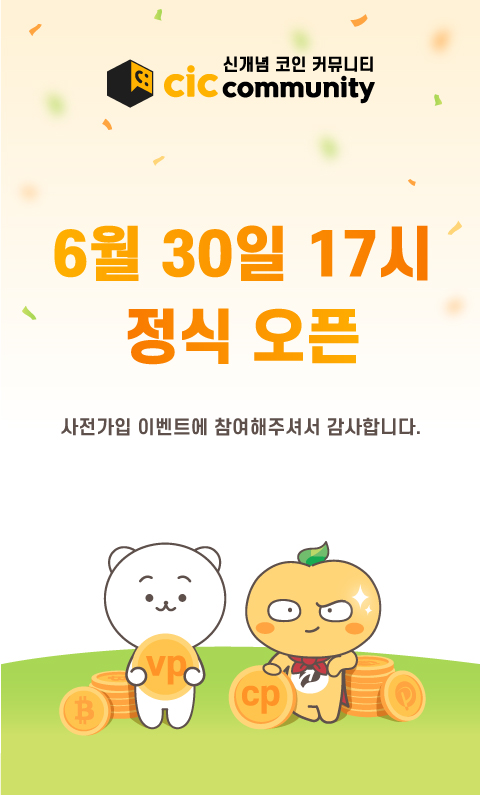 신개념 코인 커뮤니티
cic community
6월 30일 17시
정식 오픈
사전가입 이벤트에 참여해주셔서 감사합니다.
vp
cp